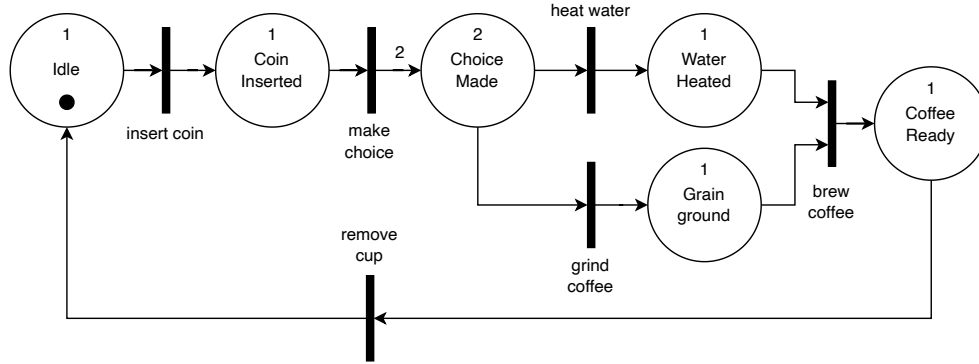 1
Idle
insert coin
1
Coin
Inserted
make
choice
2
2
Choice
Made
heat water
1
Water
Heated
1
Grain
ground
grind
coffee
brew
coffee
1
Coffee
Ready
remove
cup